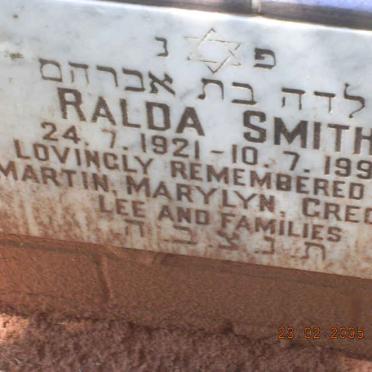 פ נ
לדה בת אברהם
RALDA SMITH
24.7.1921-10.7.199
LOVINGLY REMEMBERED
MARTIN, MARYLYN, GREG
LEE AND FAMILIES
ת נ צ ב ה
23 02 2005